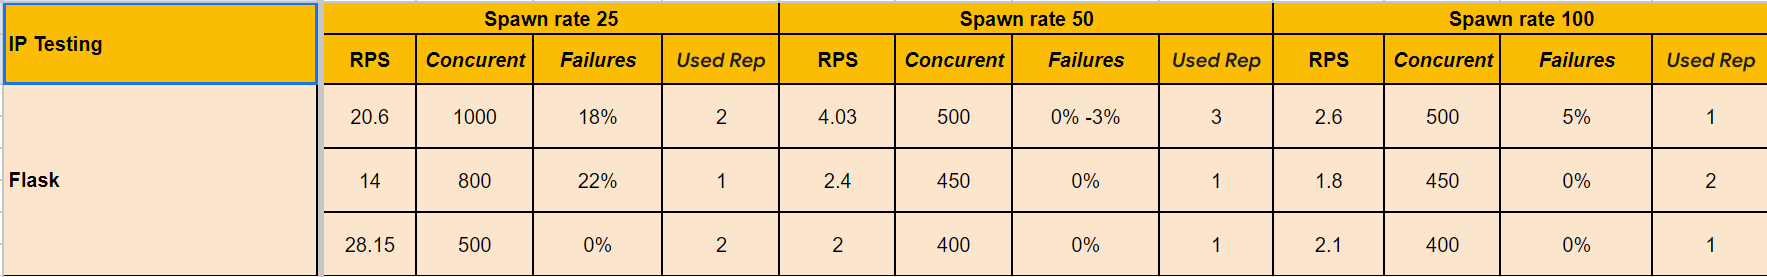 IP Testing
Spawn rate 25 Spawn rate 50 Spawn rate 100
RPS Concurent Failures Used Rep RPS Concurent Failures Used Rep RPS Concurent Failures Used Rep
Flask
20.6 1000 18% 2 4.03 500 0% -3% 3 2.6 500 5% 1
14 800 22% 1 2.4 450 0% 1 1.8 450 0% 2
28.15 500 0% 2 2 400 0% 1 2.1 400 0% 1